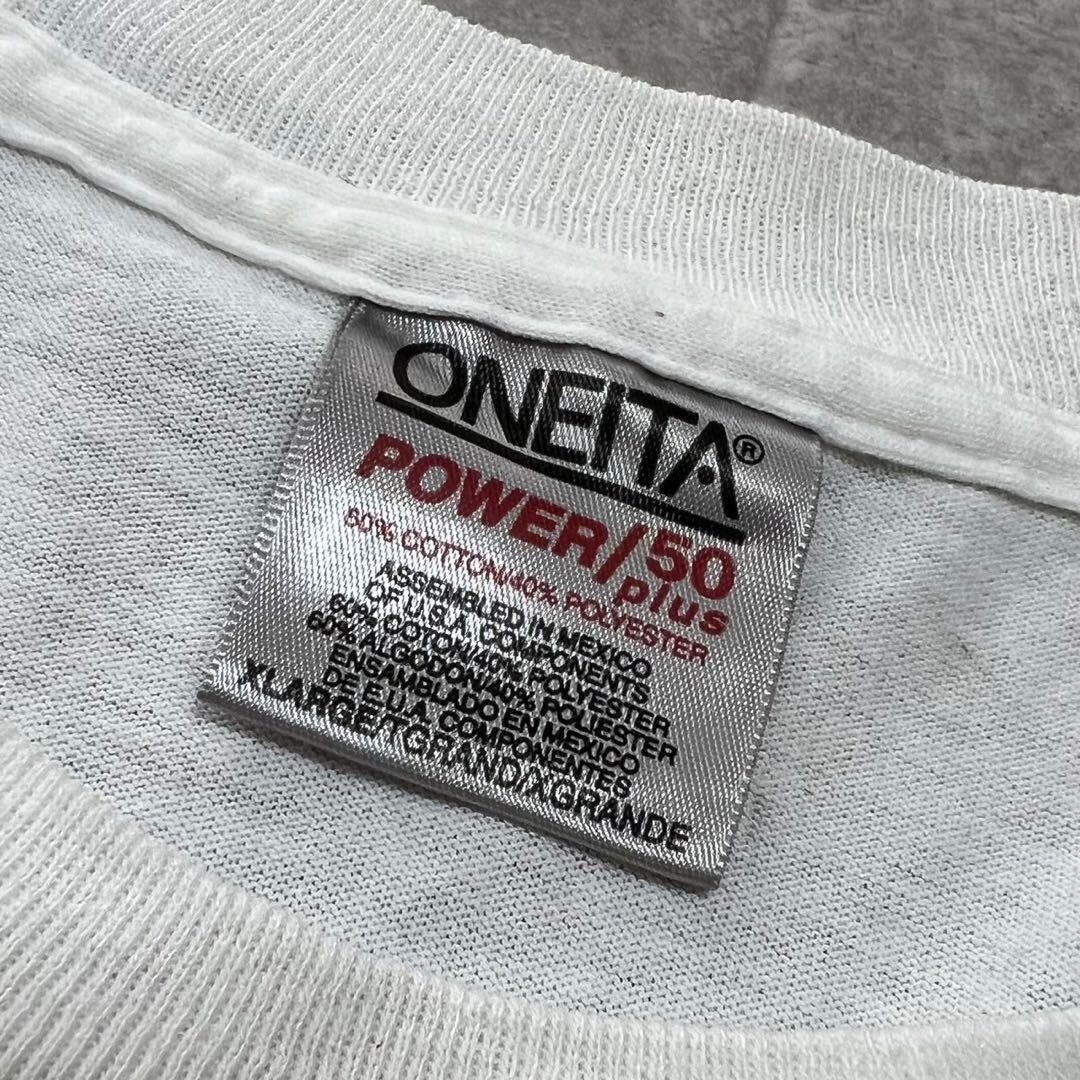 ONEITA®
POWER/50
plus
60% COTTON/40% POLYESTER
ASSEMBLED IN MEXICO
OF U.S.A. COMPONENTS
60% COTON/40% POLYESTER
60% ALGODON/40% POLIESTER
ENSAMBLADO EN MEXICO
DE E.U.A. COMPONENTES
XLARGE/TGRAND/XGRANDE